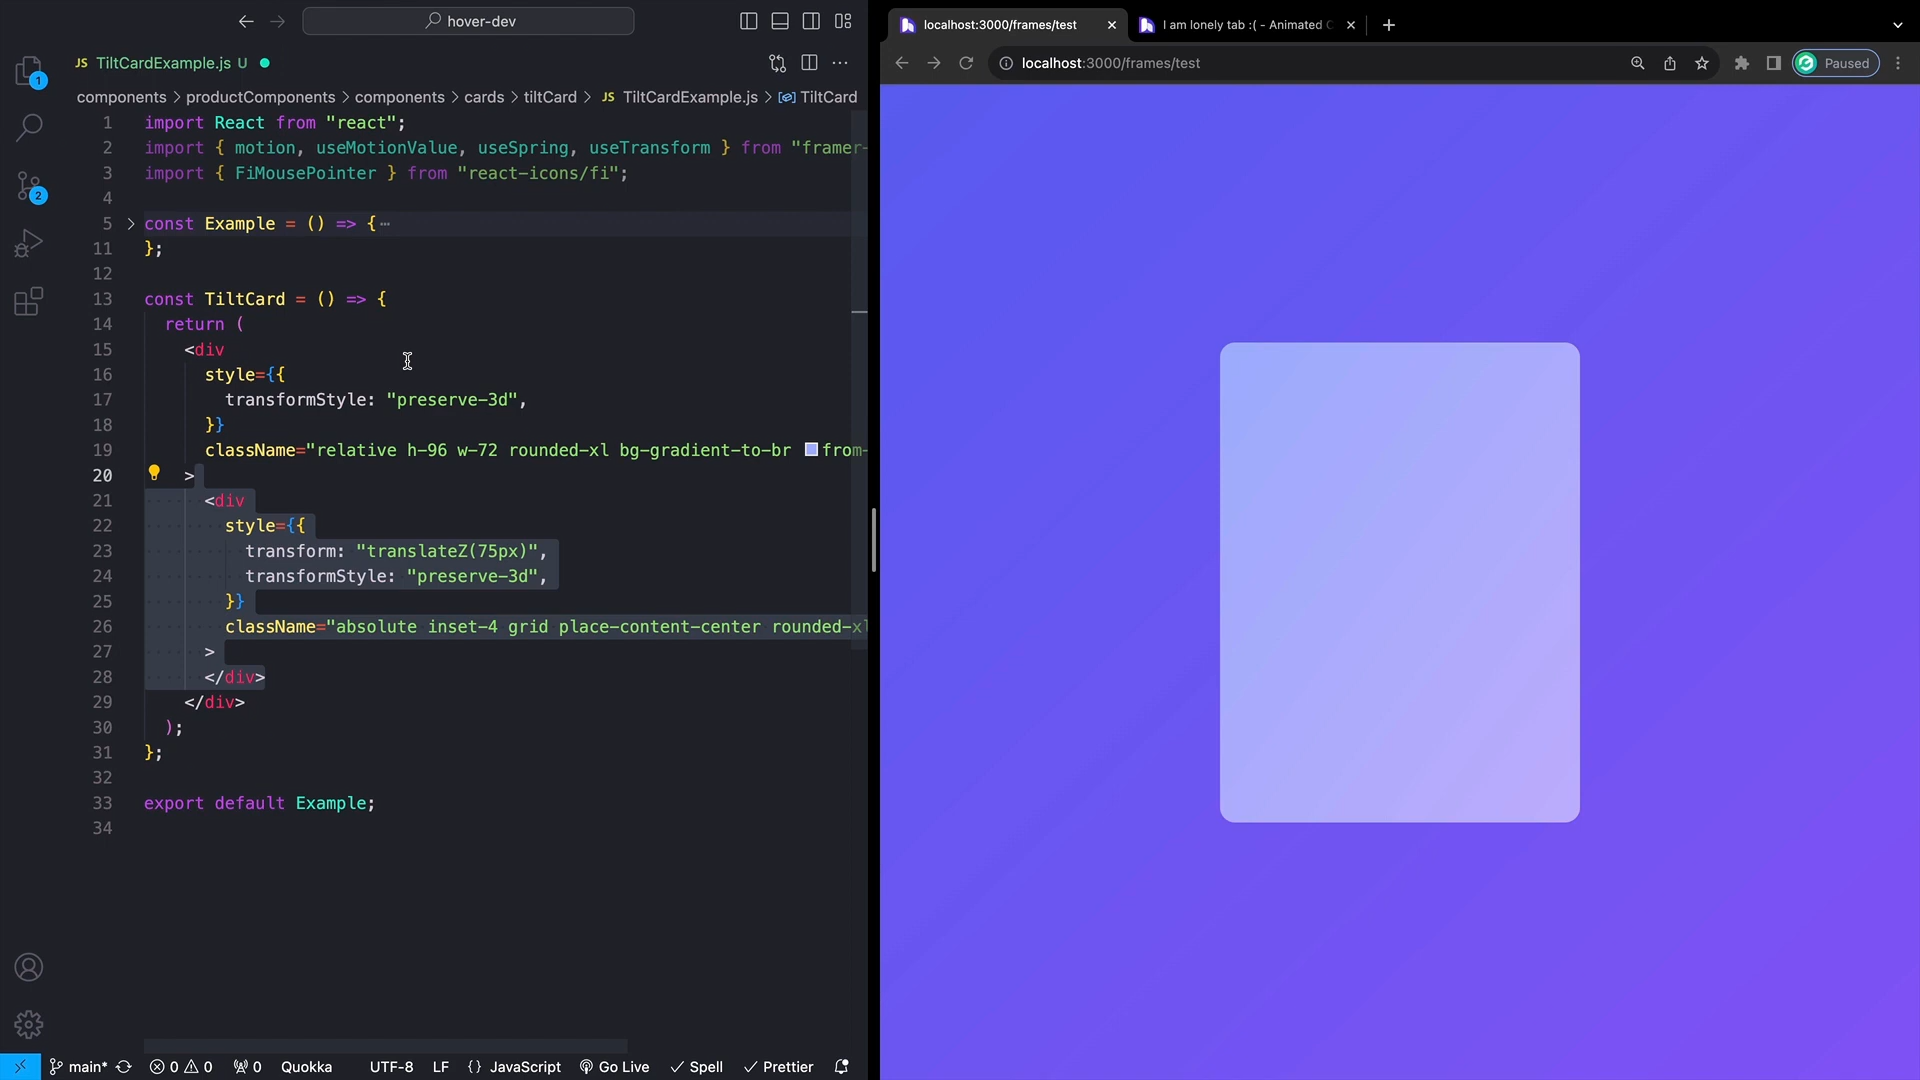 hover-dev
JS TiltCardExample.js U
components > productComponents > components > cards > tiltCard > JS TiltCardExample.js > TiltCard
1 import React from "react";
2 import { motion, useMotionValue, useSpring, useTransform } from "framer-
3 import { FiMousePointer } from "react-icons/fi";
4
5 const Example = () => {⋯
11 };
12
13 const TiltCard = () => {
14 return (
15 <div
16 style={{
17 transformStyle: "preserve-3d",
18 }}
19 className="relative h-96 w-72 rounded-xl bg-gradient-to-br from-
20 >
21 <div
22 style={{
23 transform: "translateZ(75px)",
24 transformStyle: "preserve-3d",
25 }}
26 className="absolute inset-4 grid place-content-center rounded-xl
27 >
28 </div>
29 </div>
30 );
31 };
32
33 export default Example;
34
1
2
main* 0 0 0 Quokka UTF-8 LF {} JavaScript Go Live Spell Prettier
localhost:3000/frames/test
I am lonely tab :( - Animated
localhost:3000/frames/test
Paused